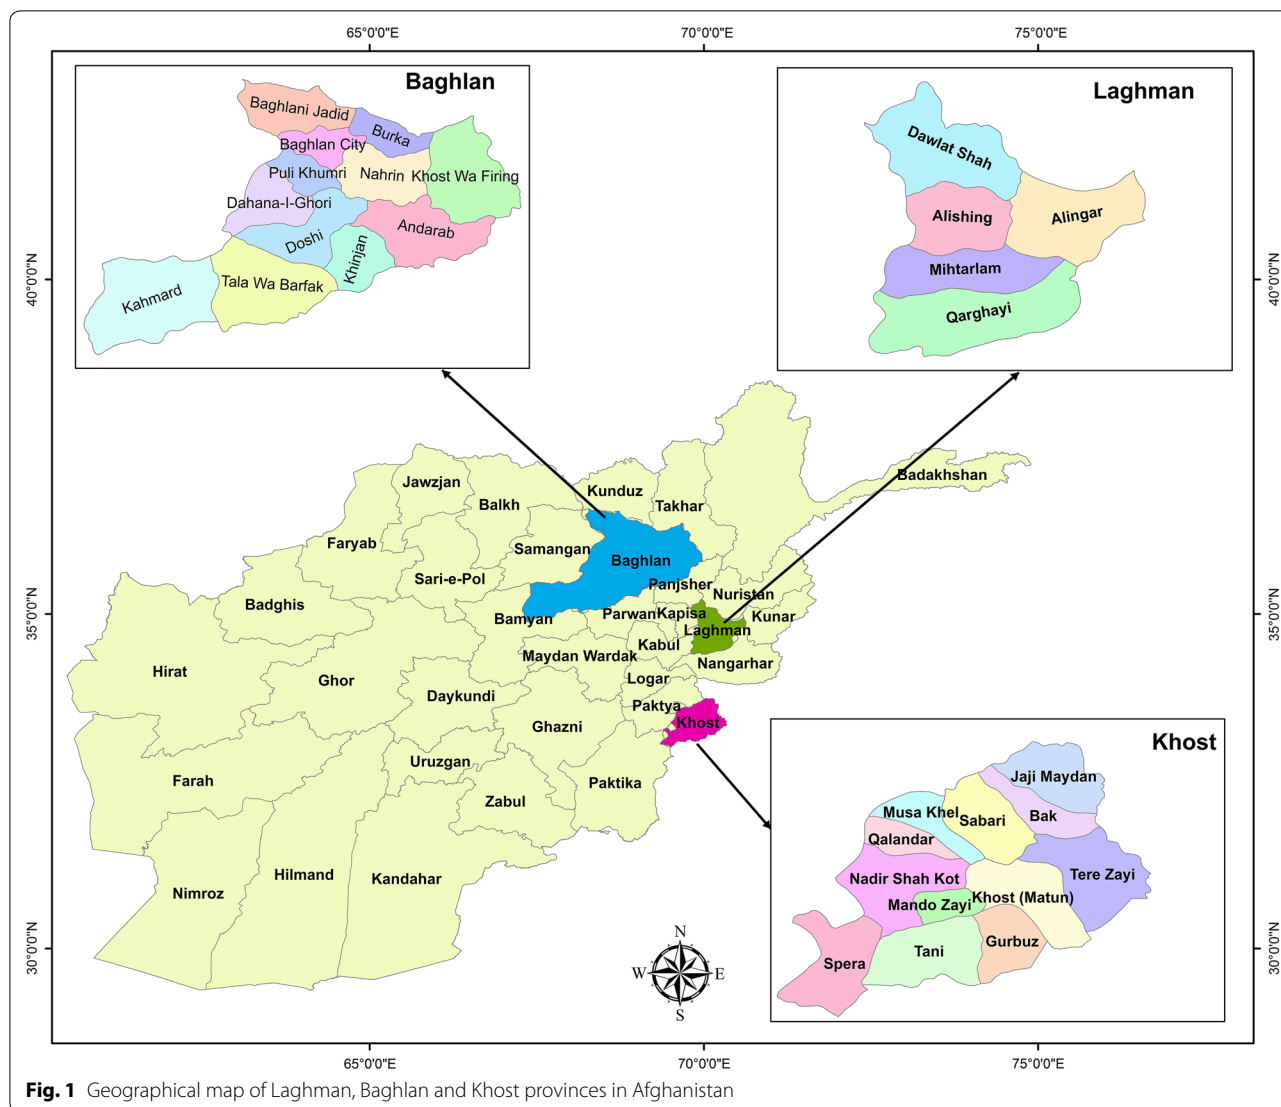 65°0'0"E 70°0'0"E 75°0'0"E
Baghlan
Baghlani Jadid
Burka
Baghlan City
Puli Khumri
Nahrin
Khost Wa Firing
Dahana-I-Ghori
Doshi
Khinjan
Andarab
Tala Wa Barfak
Kahmard
Laghman
Dawlat Shah
Alishing
Alingar
Mihtarlam
Qarghayi
40°0'0"N
40°0'0"N
Jawzjan
Balkh
Kunduz
Takhar
Badakhshan
Faryab
Samangan
Baghlan
Sari-e-Pol
Panjsher
Nuristan
Badghis
Bamyan
Parwan
Kapisa
Kunar
35°0'0"N
35°0'0"N
Laghman
Kabul
Maydan Wardak
Nangarhar
Hirat
Ghor
Logar
Daykundi
Paktya
Ghazni
Khost
Uruzgan
Farah
Paktika
Zabul
Hilmand
Kandahar
Nimroz
Khost
Jaji Maydan
Musa Khel
Sabari
Bak
Qalandar
Nadir Shah Kot
Tere Zayi
Khost (Matun)
Mando Zayi
Gurbuz
Tani
Spera
30°0'0"N
30°0'0"N
N
W E
S
65°0'0"E 70°0'0"E 75°0'0"E
Fig. 1 Geographical map of Laghman, Baghlan and Khost provinces in Afghanistan